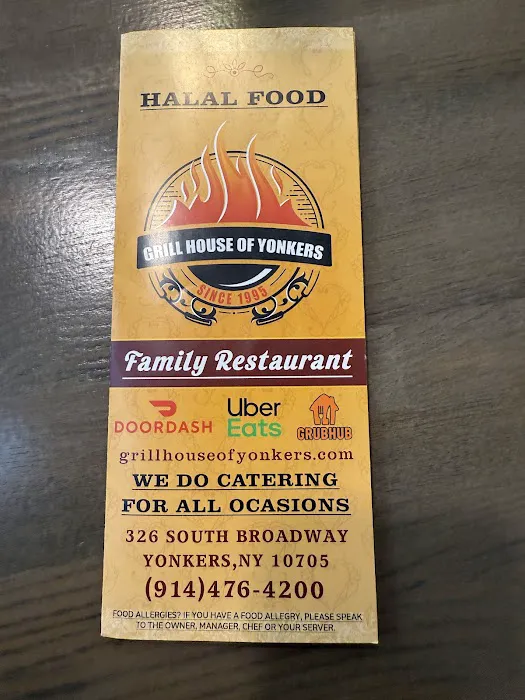 HALAL FOOD
GRILL HOUSE OF YONKERS
SINCE 1995
Family Restaurant
DOORDASH
Uber
Eats
GRUBHUB
grillhouseofyonkers.com
WE DO CATERING
FOR ALL OCASIONS
326 SOUTH BROADWAY
YONKERS,NY 10705
(914)476-4200
FOOD ALLERGIES? IF YOU HAVE A FOOD ALLEGRY, PLEASE SPEAK
TO THE OWNER, MANAGER, CHEF OR YOUR SERVER.